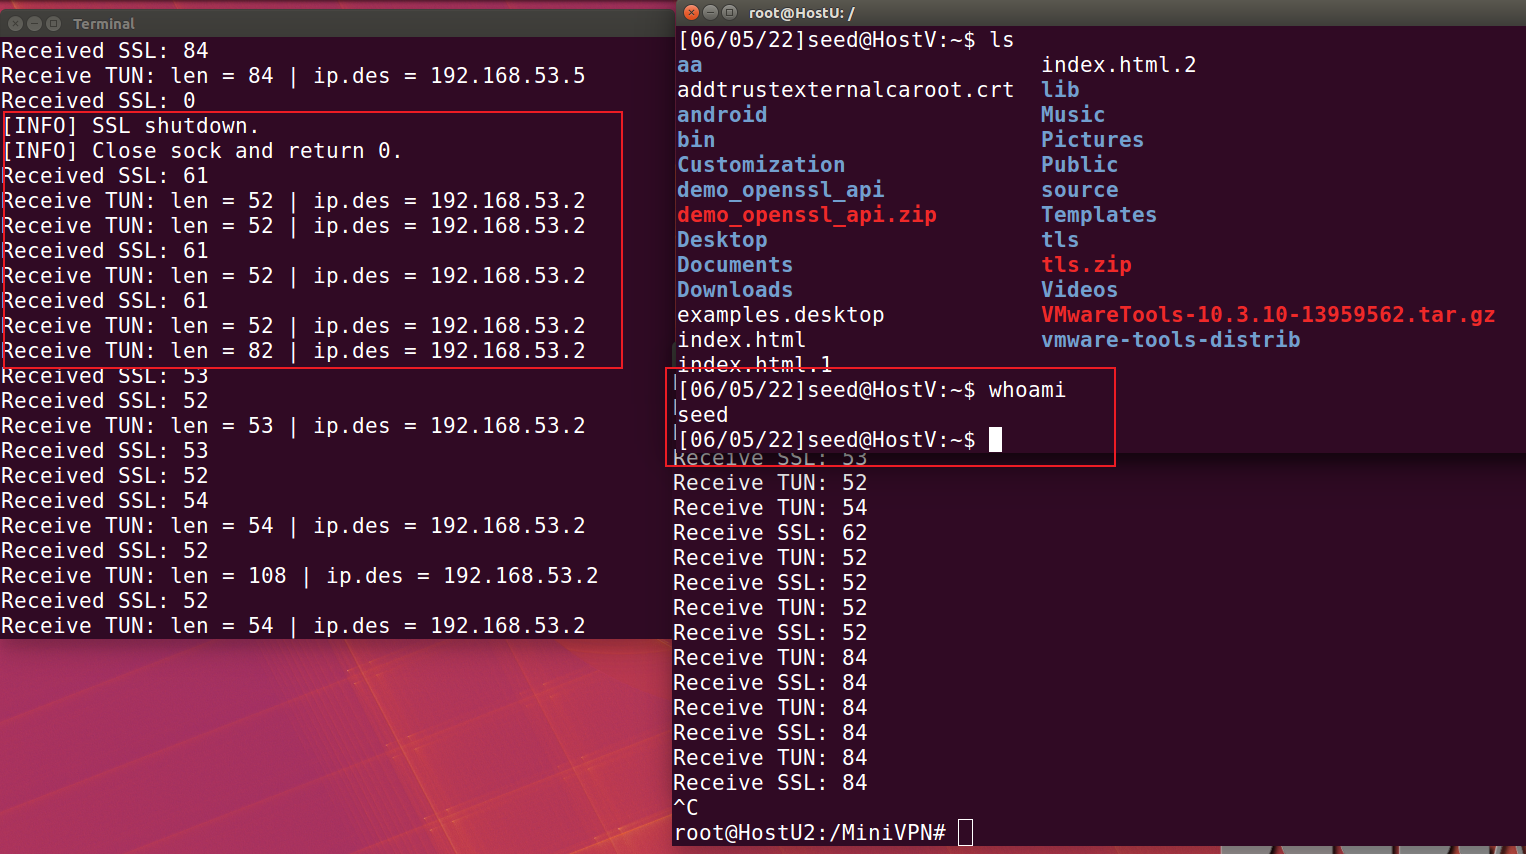 Terminal
Received SSL: 84
Receive TUN: len = 84 | ip.des = 192.168.53.5
Received SSL: 0
[INFO] SSL shutdown.
[INFO] Close sock and return 0.
Received SSL: 61
Receive TUN: len = 52 | ip.des = 192.168.53.2
Receive TUN: len = 52 | ip.des = 192.168.53.2
Received SSL: 61
Receive TUN: len = 52 | ip.des = 192.168.53.2
Received SSL: 61
Receive TUN: len = 52 | ip.des = 192.168.53.2
Receive TUN: len = 82 | ip.des = 192.168.53.2
Received SSL: 53
Received SSL: 52
Receive TUN: len = 53 | ip.des = 192.168.53.2
Received SSL: 53
Received SSL: 52
Received SSL: 54
Receive TUN: len = 54 | ip.des = 192.168.53.2
Received SSL: 52
Receive TUN: len = 108 | ip.des = 192.168.53.2
Received SSL: 52
Receive TUN: len = 54 | ip.des = 192.168.53.2
root@HostU: /
[06/05/22]seed@HostV:~$ ls
aa index.html.2
addtrustexternalcaroot.crt lib
android Music
bin Pictures
Customization Public
demo_openssl_api source
demo_openssl_api.zip Templates
Desktop tls
Documents tls.zip
Downloads Videos
examples.desktop VMwareTools-10.3.10-13959562.tar.gz
index.html vmware-tools-distrib
index.html.1
[06/05/22]seed@HostV:~$ whoami
seed
[06/05/22]seed@HostV:~$
Receive SSL: 53
Receive TUN: 52
Receive TUN: 54
Receive SSL: 62
Receive TUN: 52
Receive SSL: 52
Receive TUN: 52
Receive SSL: 52
Receive TUN: 84
Receive SSL: 84
Receive TUN: 84
Receive SSL: 84
Receive TUN: 84
Receive SSL: 84
^C
root@HostU2:/MiniVPN#